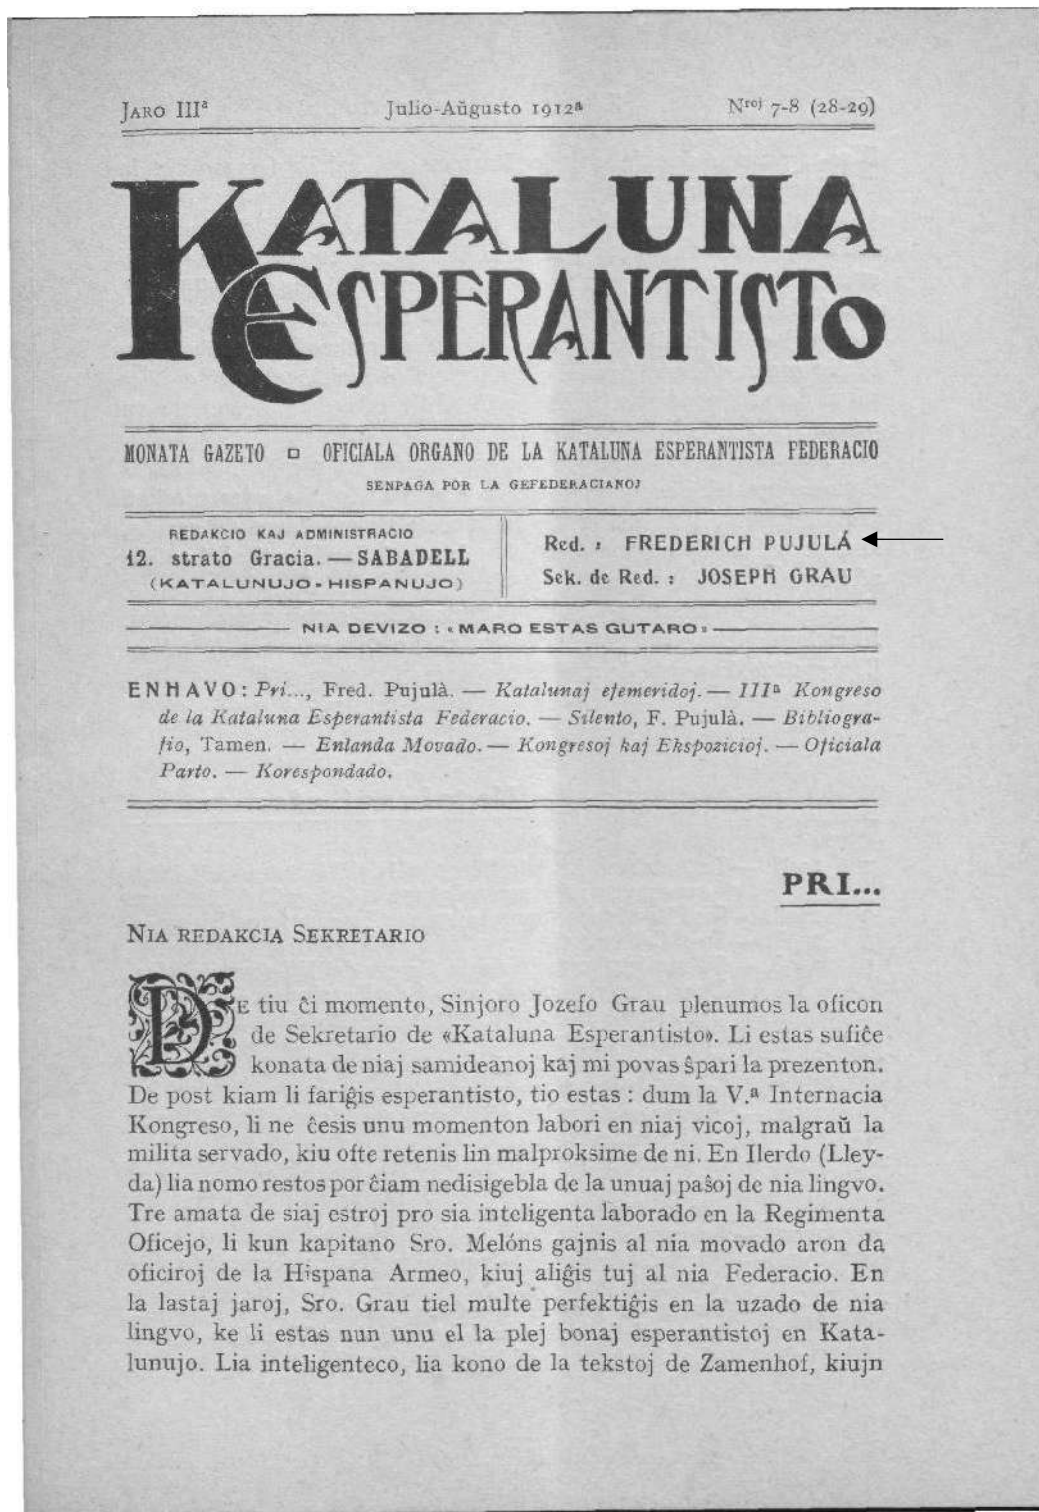 JARO IIIª Julio-Aŭgusto 1912ª Nroj 7-8 (28-29)
KATALUNA
ESPERANTISTO
MONATA GAZETO □ OFICIALA ORGANO DE LA KATALUNA ESPERANTISTA FEDERACIO
SENPAGA POR LA GEFEDERACIANOJ
REDAKCIO KAJ ADMINISTRACIO
12. strato Gracia. — SABADELL
(KATALUNUJO - HISPANUJO)
Red. : FREDERICH PUJULÁ
Sek. de Red. : JOSEPH GRAU
NIA DEVIZO : «MARO ESTAS GUTARO»
ENHAVO: Pri..., Fred. Pujulà. — Katalunaj efemeridoj. — IIIª Kongreso
de la Kataluna Esperantista Federacio. — Silento, F. Pujulà. — Bibliogra-
fio, Tamen. — Enlanda Movado. — Kongresoj kaj Ekspozicioj. — Oficiala
Parto. — Korespondado.
PRI...
NIA REDAKCIA SEKRETARIO
DE tiu ĉi momento, Sinjoro Jozefo Grau plenumos la oficon
de Sekretario de «Kataluna Esperantisto». Li estas sufiĉe
konata de niaj samideanoj kaj mi povas ŝpari la prezenton.
De post kiam li fariĝis esperantisto, tio estas : dum la V.ª Internacia
Kongreso, li ne ĉesis unu momenton labori en niaj vicoj, malgraŭ la
milita servado, kiu ofte retenis lin malproksime de ni. En Ilerdo (Lley-
da) lia nomo restos por ĉiam nedisigebla de la unuaj paŝoj de nia lingvo.
Tre amata de siaj estroj pro sia inteligenta laborado en la Regimenta
Oficejo, li kun kapitano Sro. Melóns gajnis al nia movado aron da
oficiroj de la Hispana Armeo, kiuj aliĝis tuj al nia Federacio. En
la lastaj jaroj, Sro. Grau tiel multe perfektiĝis en la uzado de nia
lingvo, ke li estas nun unu el la plej bonaj esperantistoj en Kata-
lunujo. Lia inteligenteco, lia kono de la tekstoj de Zamenhof, kiujn